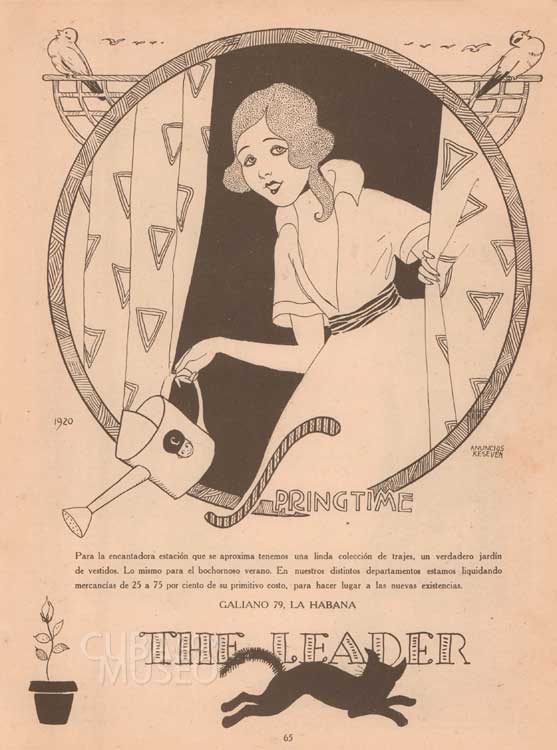 1920
ANUNCIOS
KESEVEN
SPRINGTIME
Para la encantadora estación que se aproxima tenemos una linda colección de trajes, un verdadero jardín
de vestidos. Lo mismo para el bochornoso verano. En nuestros distintos departamentos estamos liquidando
mercancías de 25 a 75 por ciento de su primitivo costo, para hacer lugar a las nuevas existencias.
GALIANO 79, LA HABANA
THE LEADER
CUBAN
MUSEO
65